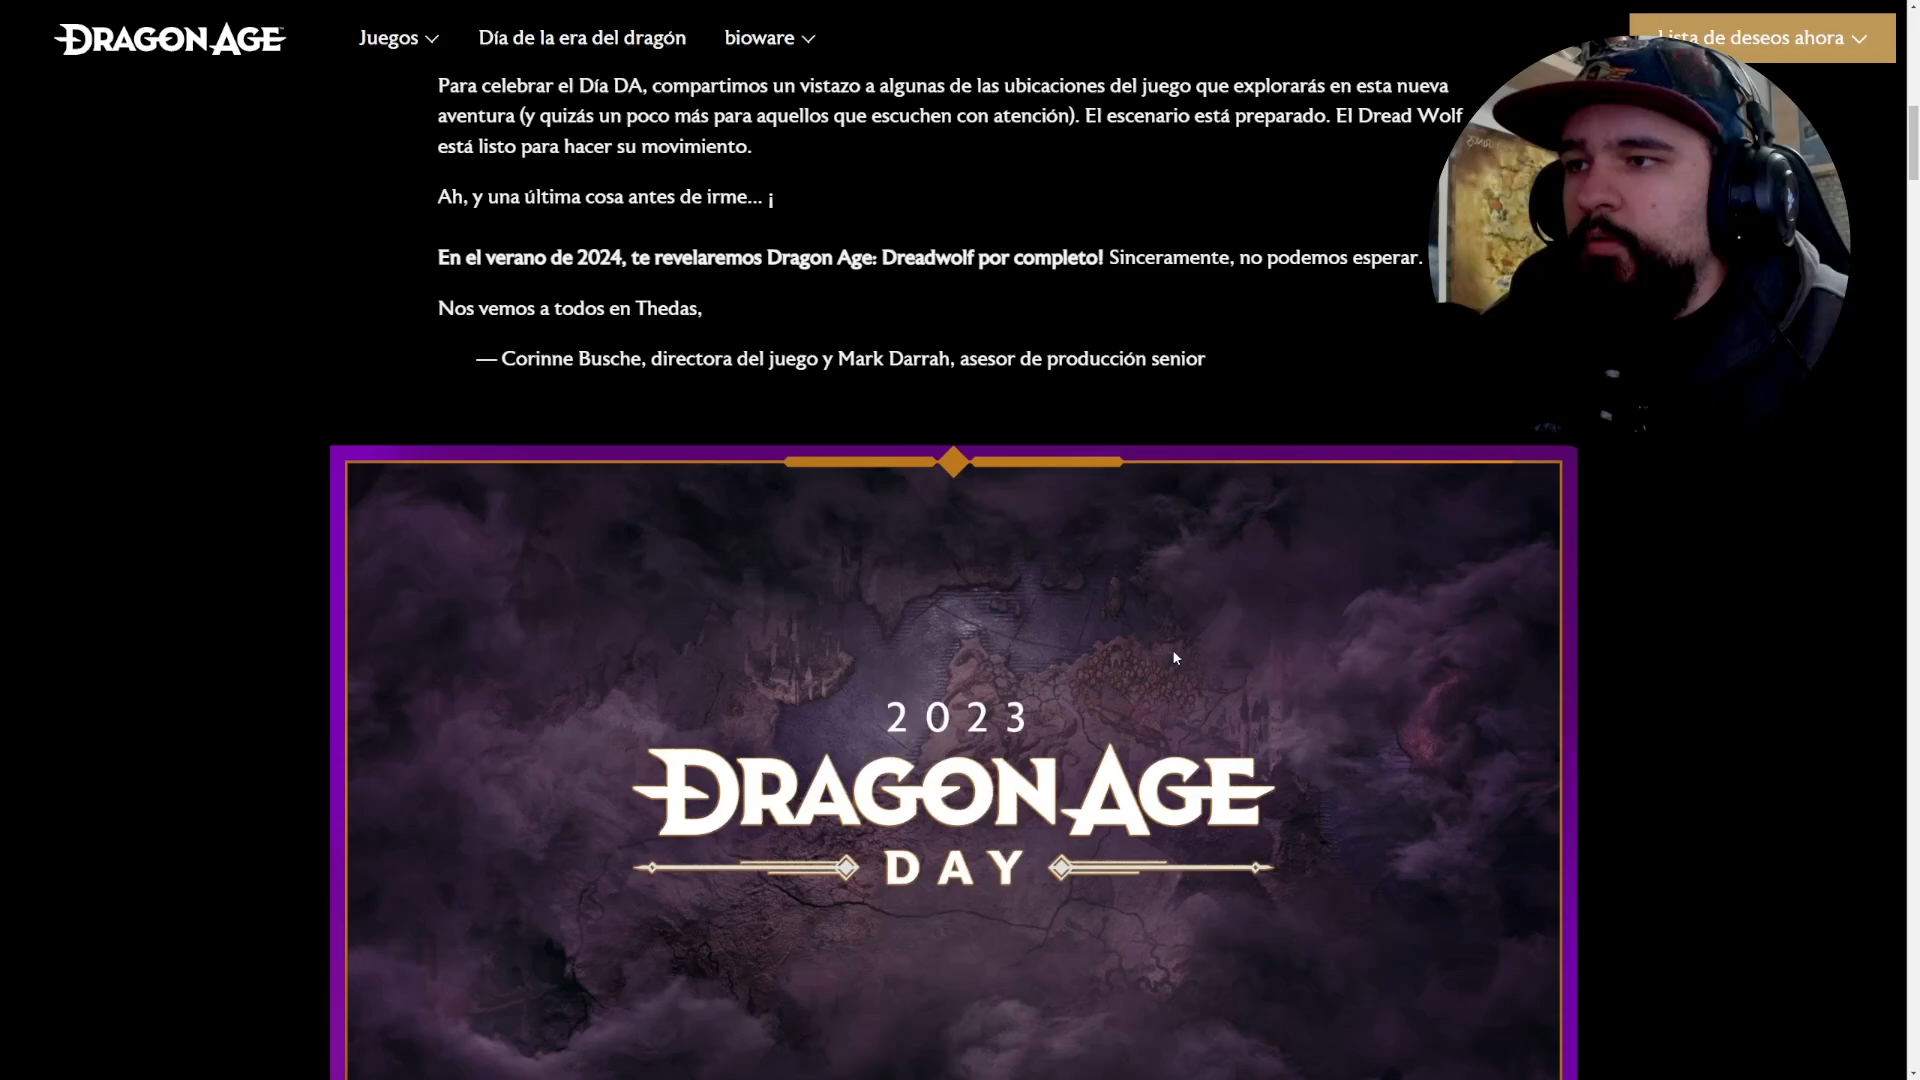 DRAGON AGE
Juegos
Día de la era del dragón
bioware
Lista de deseos ahora
Para celebrar el Día DA, compartimos un vistazo a algunas de las ubicaciones del juego que explorarás en esta nueva
aventura (y quizás un poco más para aquellos que escuchen con atención). El escenario está preparado. El Dread Wolf
está listo para hacer su movimiento.
Ah, y una última cosa antes de irme... ¡
En el verano de 2024, te revelaremos Dragon Age: Dreadwolf por completo! Sinceramente, no podemos esperar.
Nos vemos a todos en Thedas,
— Corinne Busche, directora del juego y Mark Darrah, asesor de producción senior
2023
DRAGON AGE
DAY